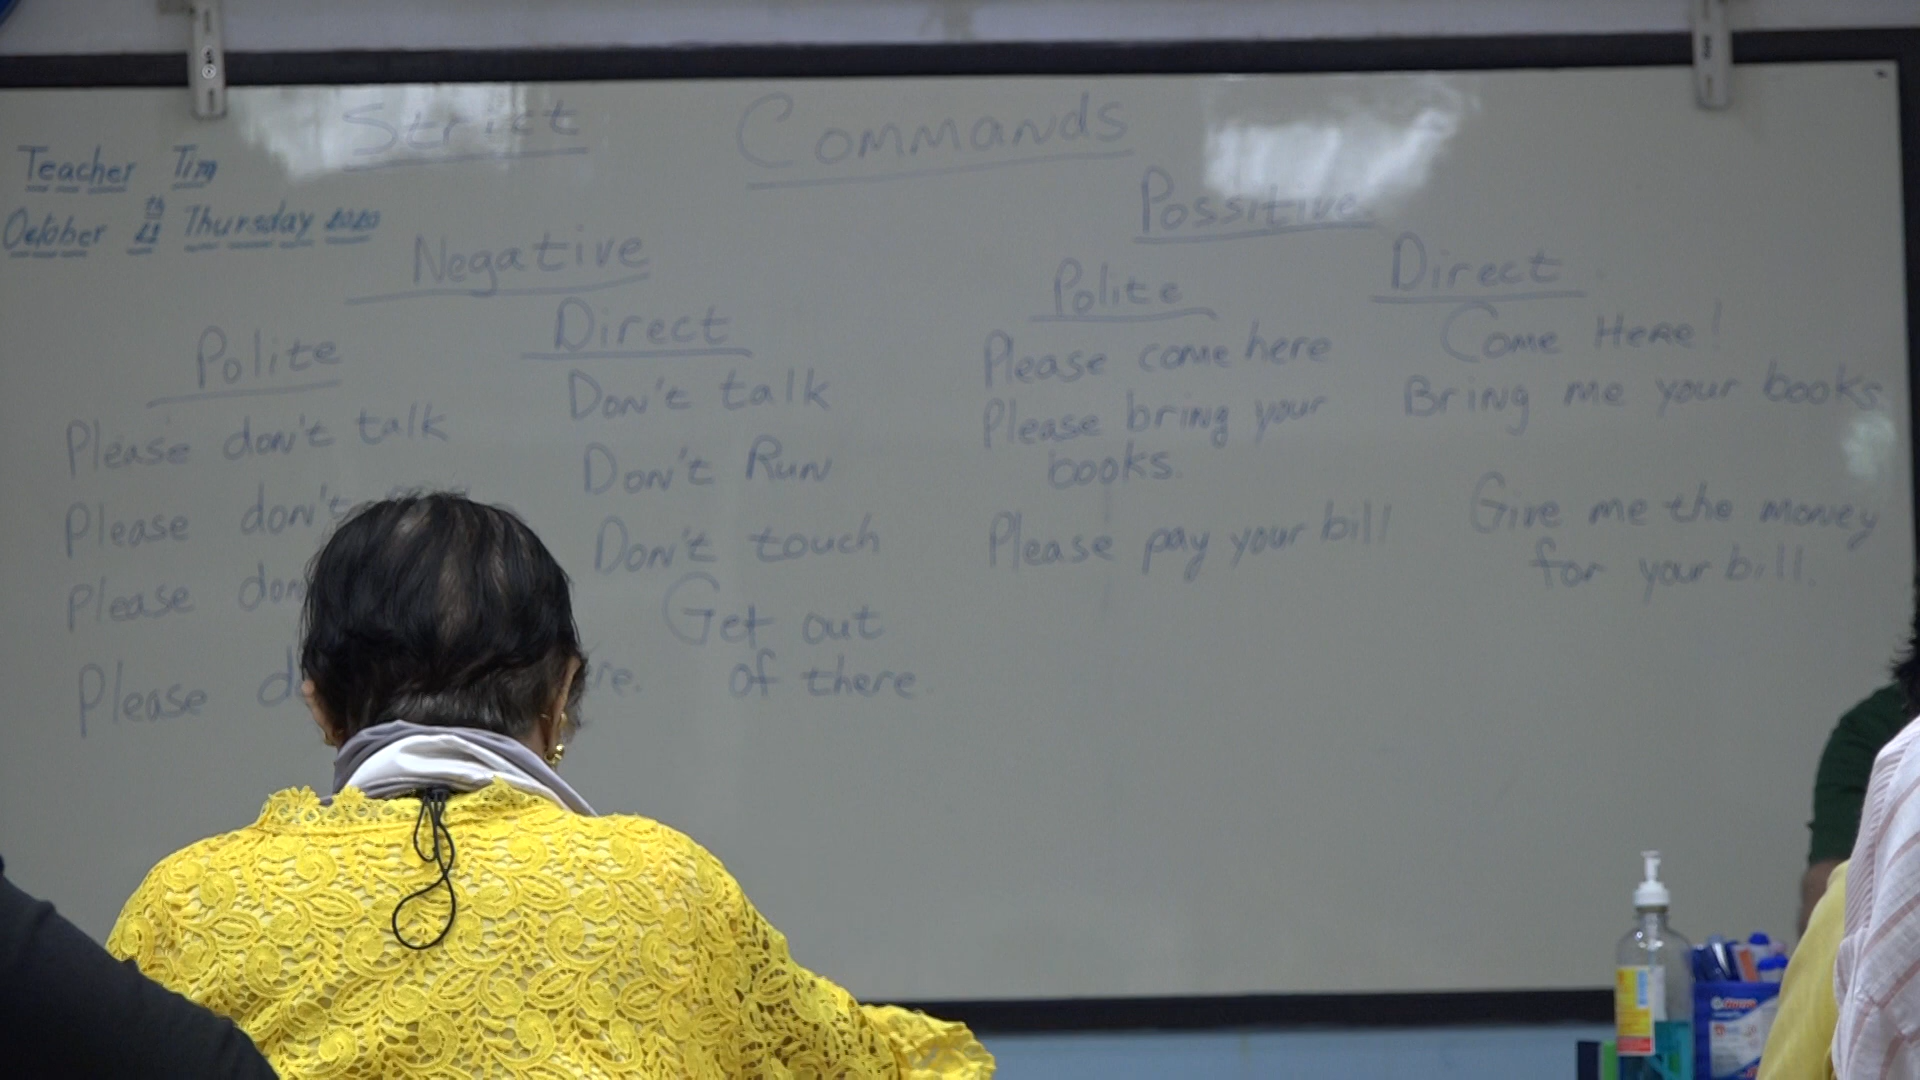 Strict Commands
Teacher Tim
October Thursday 2020
Negative
Polite
Please don't talk
Please don't
Please
Please
Direct
Don't talk
Don't Run
Don't touch
Get out
of there.
Possitive
Polite
Please come here
Please bring your
books.
Please pay your bill
Direct
Come Here!
Bring me your books
Give me the money
for your bill.